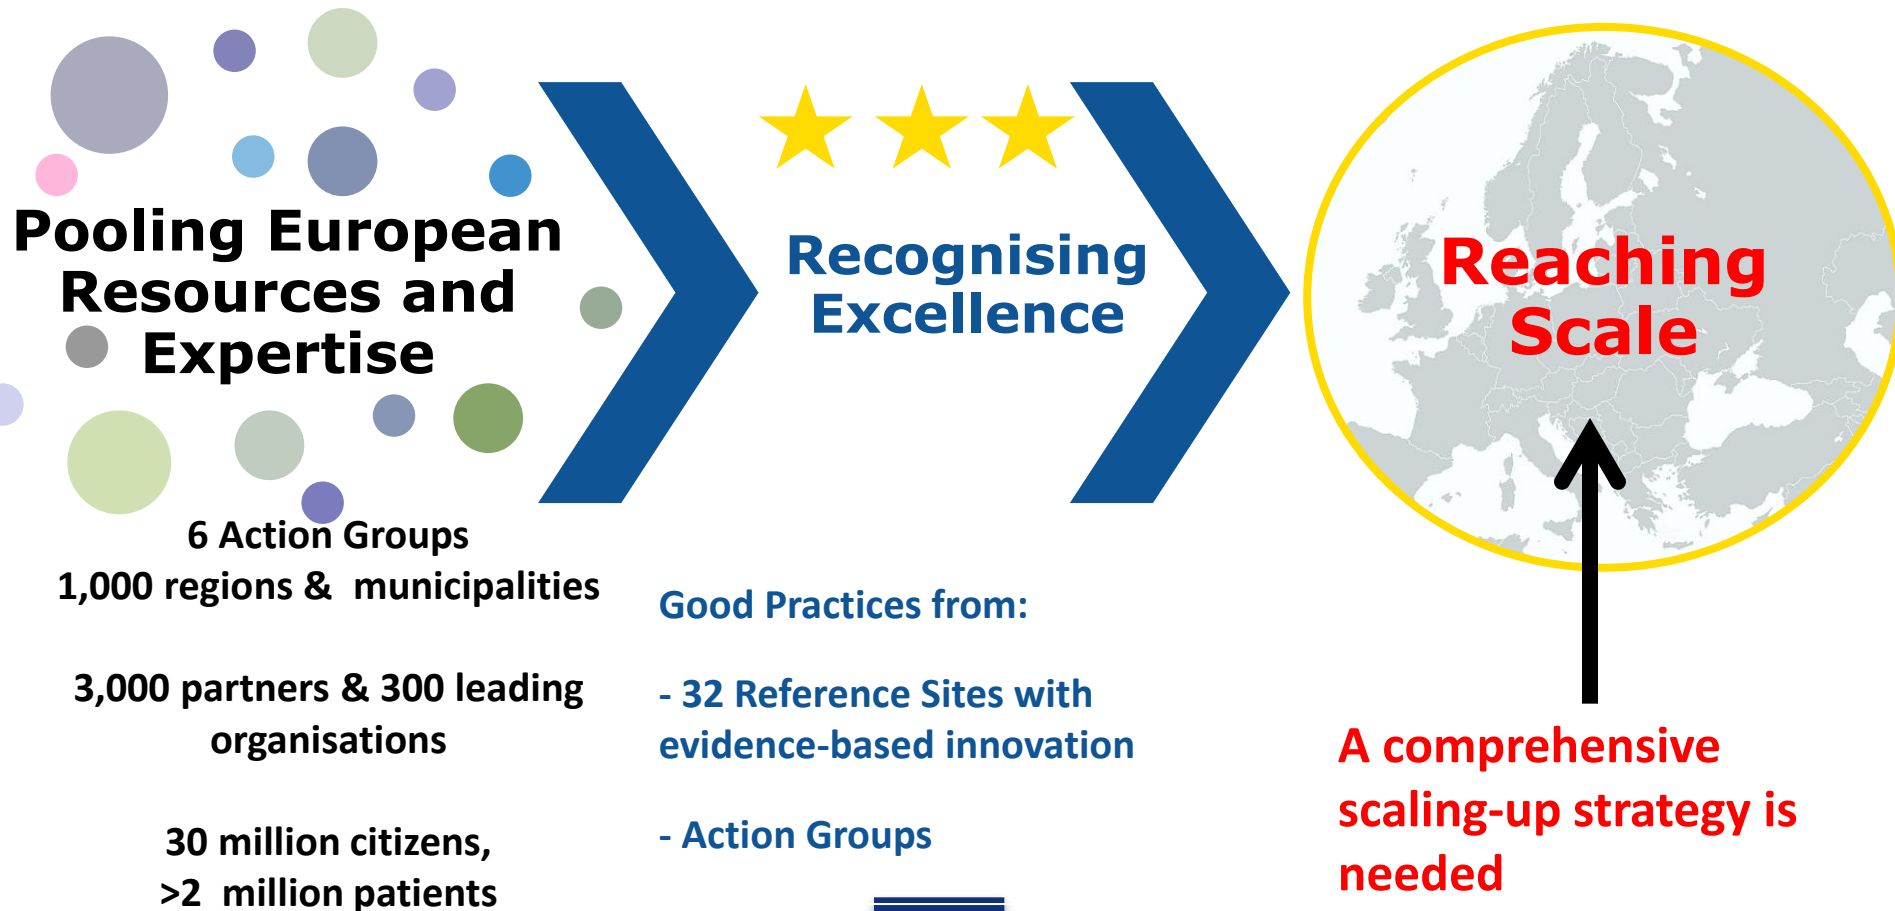 Pooling European
Resources and
Expertise
6 Action Groups
1,000 regions & municipalities
3,000 partners & 300 leading
organisations
30 million citizens,
>2 million patients
Recognising
Excellence
Good Practices from:
- 32 Reference Sites with
evidence-based innovation
- Action Groups
Reaching
Scale
A comprehensive
scaling-up strategy is
needed